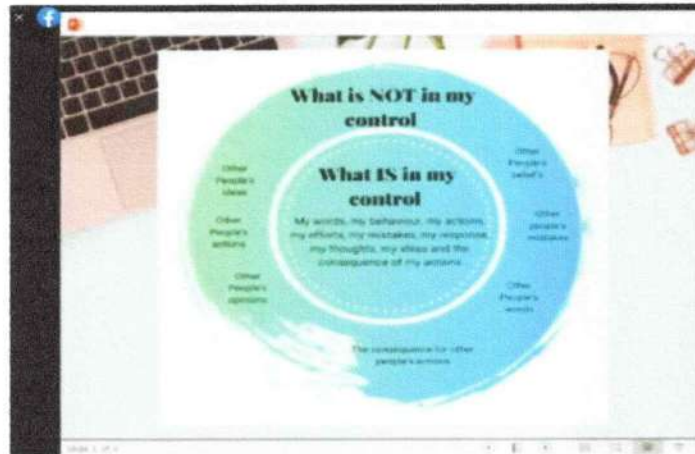 What is NOT in my
control
Other
People's
ideas
Other
People's
actions
Other
People's
opinions
What IS in my
control
My words, my behaviour, my actions,
my efforts, my mistakes, my response,
my thoughts, my ideas and the
consequence of my actions
Other
People's
beliefs
Other
people's
mistakes
Other
People's
words
The consequence for other
people's actions